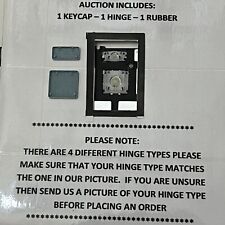 AUCTION INCLUDES:
1 KEYCAP – 1 HINGE – 1 RUBBER
**********************************
PLEASE NOTE:
THERE ARE 4 DIFFERENT HINGE TYPES PLEASE
MAKE SURE THAT YOUR HINGE TYPE MATCHES
THE ONE IN OUR PICTURE. IF YOU ARE UNSURE
THEN SEND US A PICTURE OF YOUR HINGE TYPE
BEFORE PLACING AN ORDER
**********************************